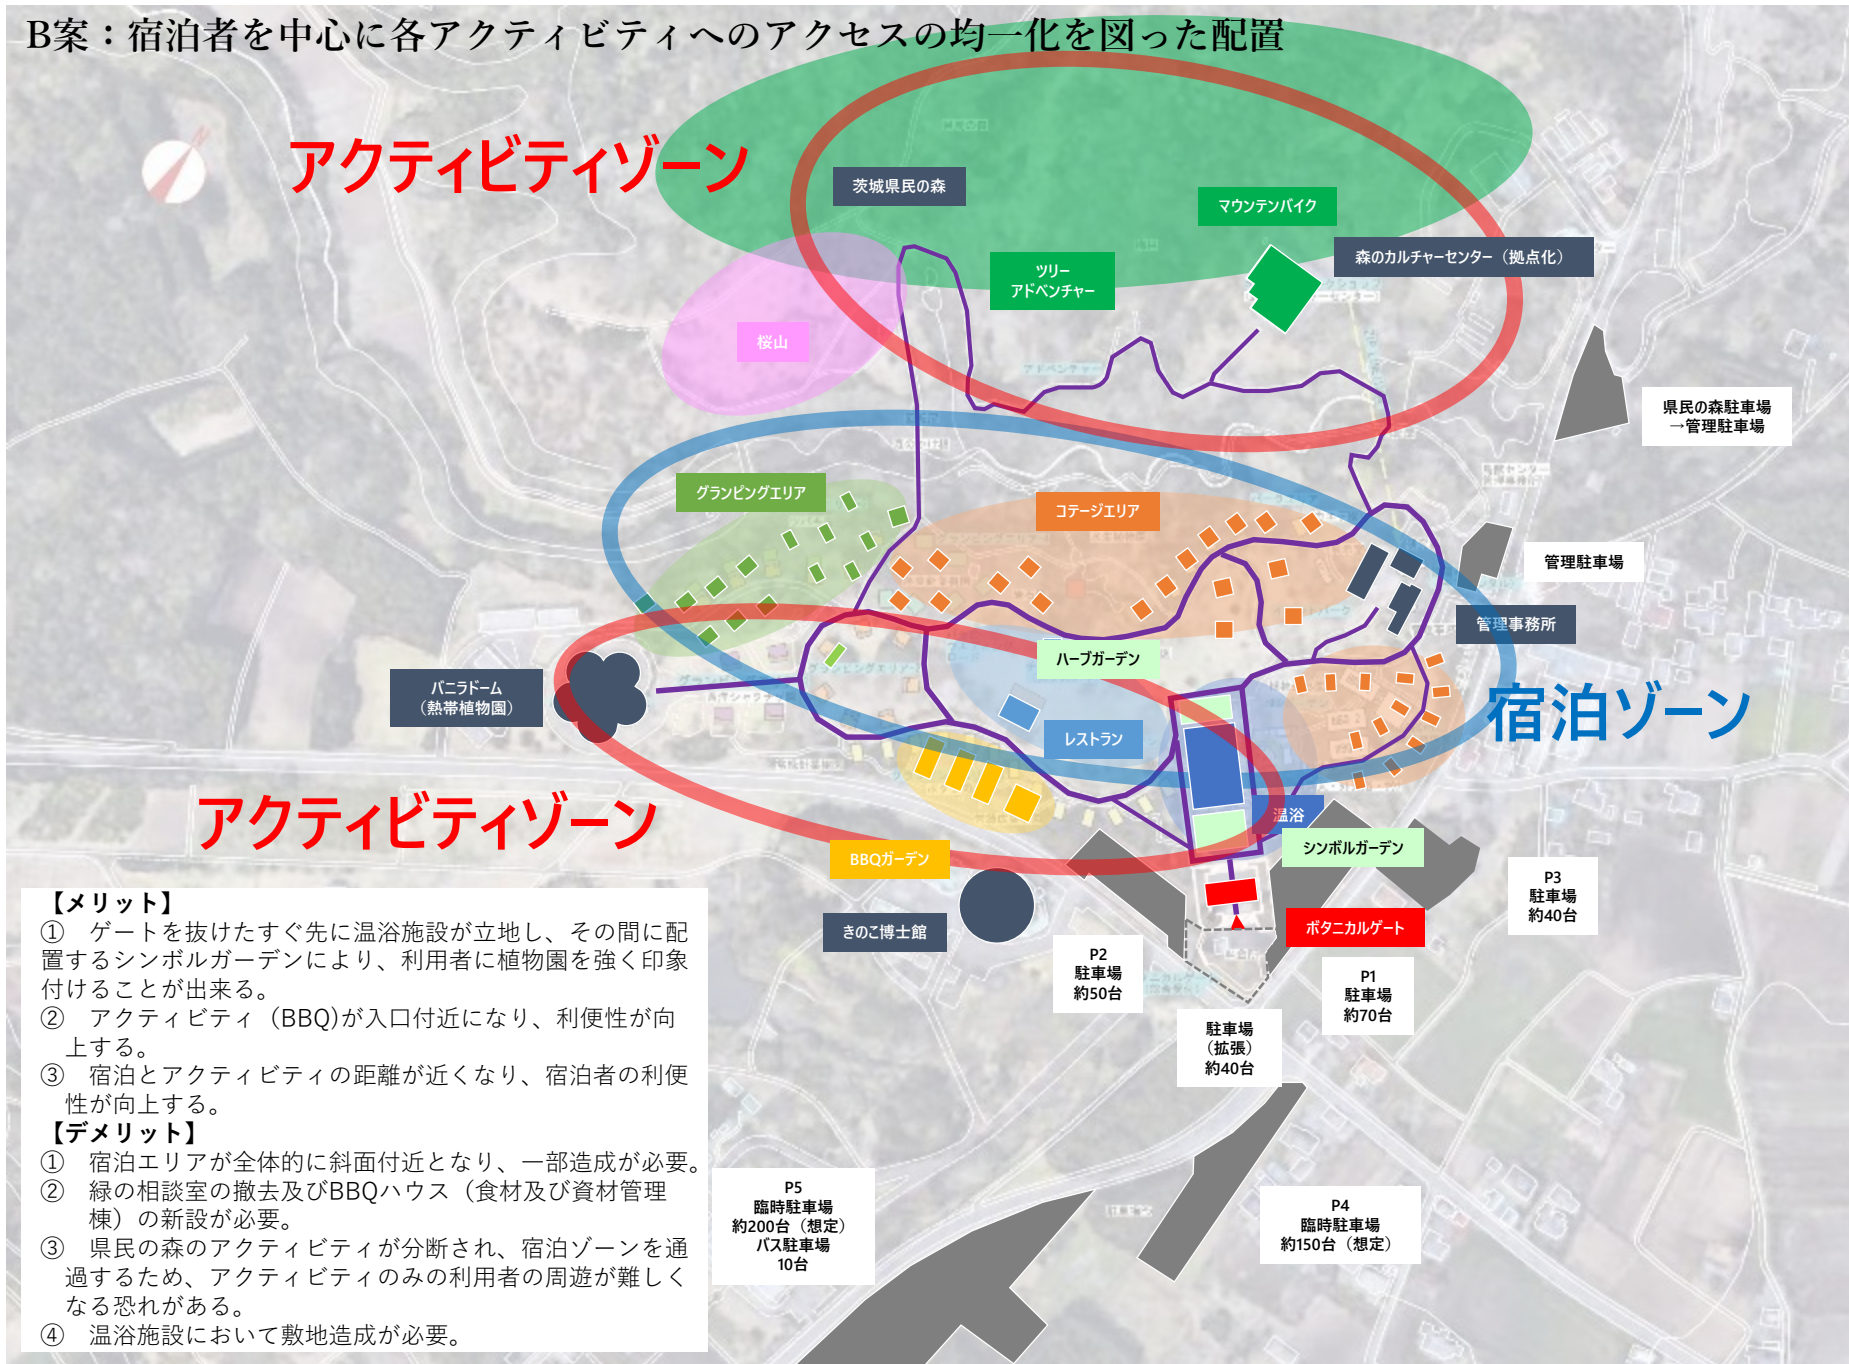 B案：宿泊者を中心に各アクティビティへのアクセスの均一化を図った配置
アクティビティゾーン
茨城県民の森
マウンテンバイク
森のカルチャーセンター（拠点化）
ツリー
アドベンチャー
桜山
県民の森駐車場
→管理駐車場
グランピングエリア
コテージエリア
管理駐車場
管理事務所
ハーブガーデン
バニラドーム
（熱帯植物園）
宿泊ゾーン
レストラン
アクティビティゾーン
温浴
シンボルガーデン
BBQガーデン
P3
駐車場
約40台
きのこ博士館
ボタニカルゲート
P2
駐車場
約50台
P1
駐車場
約70台
駐車場
（拡張）
約40台
【メリット】
①　ゲートを抜けたすぐ先に温浴施設が立地し、その間に配
置するシンボルガーデンにより、利用者に植物園を強く印象
付けることが出来る。
②　アクティビティ（BBQ)が入口付近になり、利便性が向
上する。
③　宿泊とアクティビティの距離が近くなり、宿泊者の利便
性が向上する。
【デメリット】
①　宿泊エリアが全体的に斜面付近となり、一部造成が必要。
②　緑の相談室の撤去及びBBQハウス（食材及び資材管理
棟）の新設が必要。
③　県民の森のアクティビティが分断され、宿泊ゾーンを通
過するため、アクティビティのみの利用者の周遊が難しく
なる恐れがある。
④　温浴施設において敷地造成が必要。
P5
臨時駐車場
約200台（想定）
バス駐車場
10台
P4
臨時駐車場
約150台（想定）